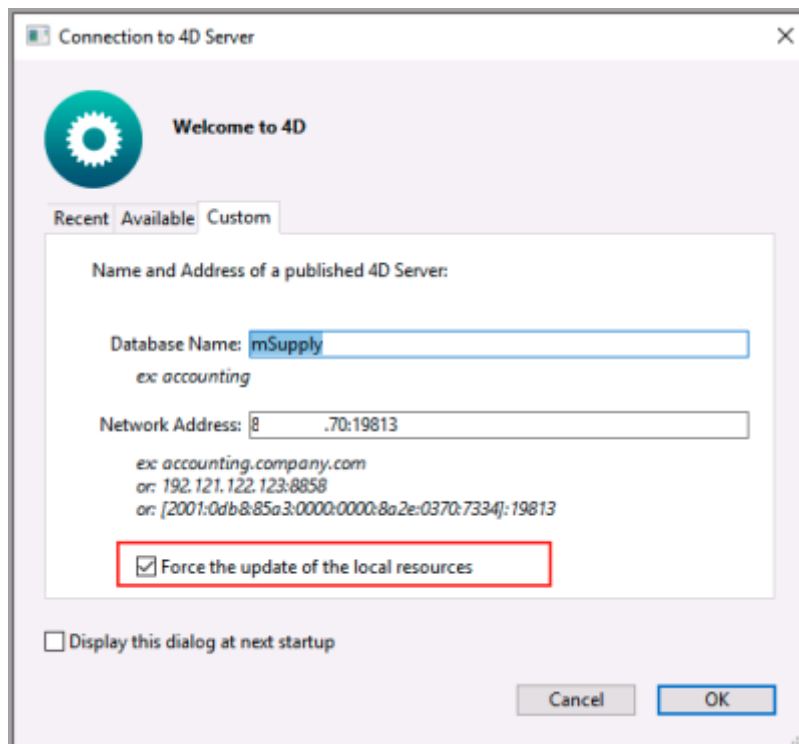 Connection to 4D Server
Welcome to 4D
Recent Available Custom
Name and Address of a published 4D Server:
Database Name: mSupply
ex: accounting
Network Address: 8 .70:19813
ex: accounting.company.com
or: 192.121.122.123:8858
or: [2001:0db8:85a3:0000:0000:8a2e:0370:7334]:19813
Force the update of the local resources
Display this dialog at next startup
Cancel OK